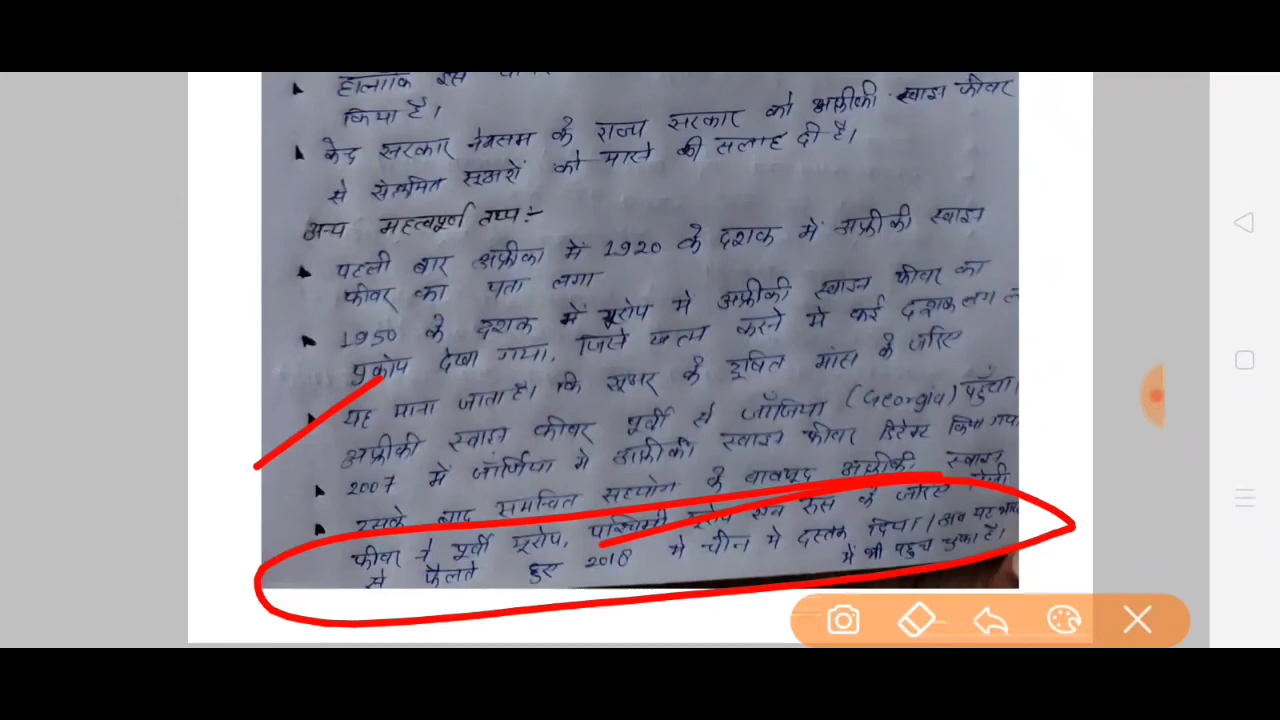 हालांकि इस
किया है।
केंद्र सरकार ने असम के राज्य सरकार को अफ्रीकी स्वाइन फीवर
से संक्रमित सूअरों को मारने की सलाह दी है।
अन्य महत्वपूर्ण तथ्य :-
पहली बार अफ्रीका में 1920 के दशक में अफ्रीकी स्वाइन
फीवर का पता लगा
1950 के दशक में यूरोप मे अफ्रीकी स्वाइन फीवर का
प्रकोप देखा गया, जिसे खत्म करने मे कई दशक लग
यह माना जाता है। कि सूअर के दूषित मांस के जरिए
अफ्रीकी स्वाइन फीवर पूर्वी से जॉर्जिया (Georgia) पहुँचा।
2007 में जॉर्जिया मे अफ्रीकी स्वाइन फीवर डिटेक्ट किया गया
इसके बाद समन्वित सहयोग के बावजूद अफ्रीकी स्वाइन
फीवर ने पूर्वी यूरोप, पश्चिमी यूरोप एवं रूस के जरिए तेजी
से फैलते हुए 2018 मे चीन मे दस्तक दिया। अब यह भारत
में भी पहुच चुका है।